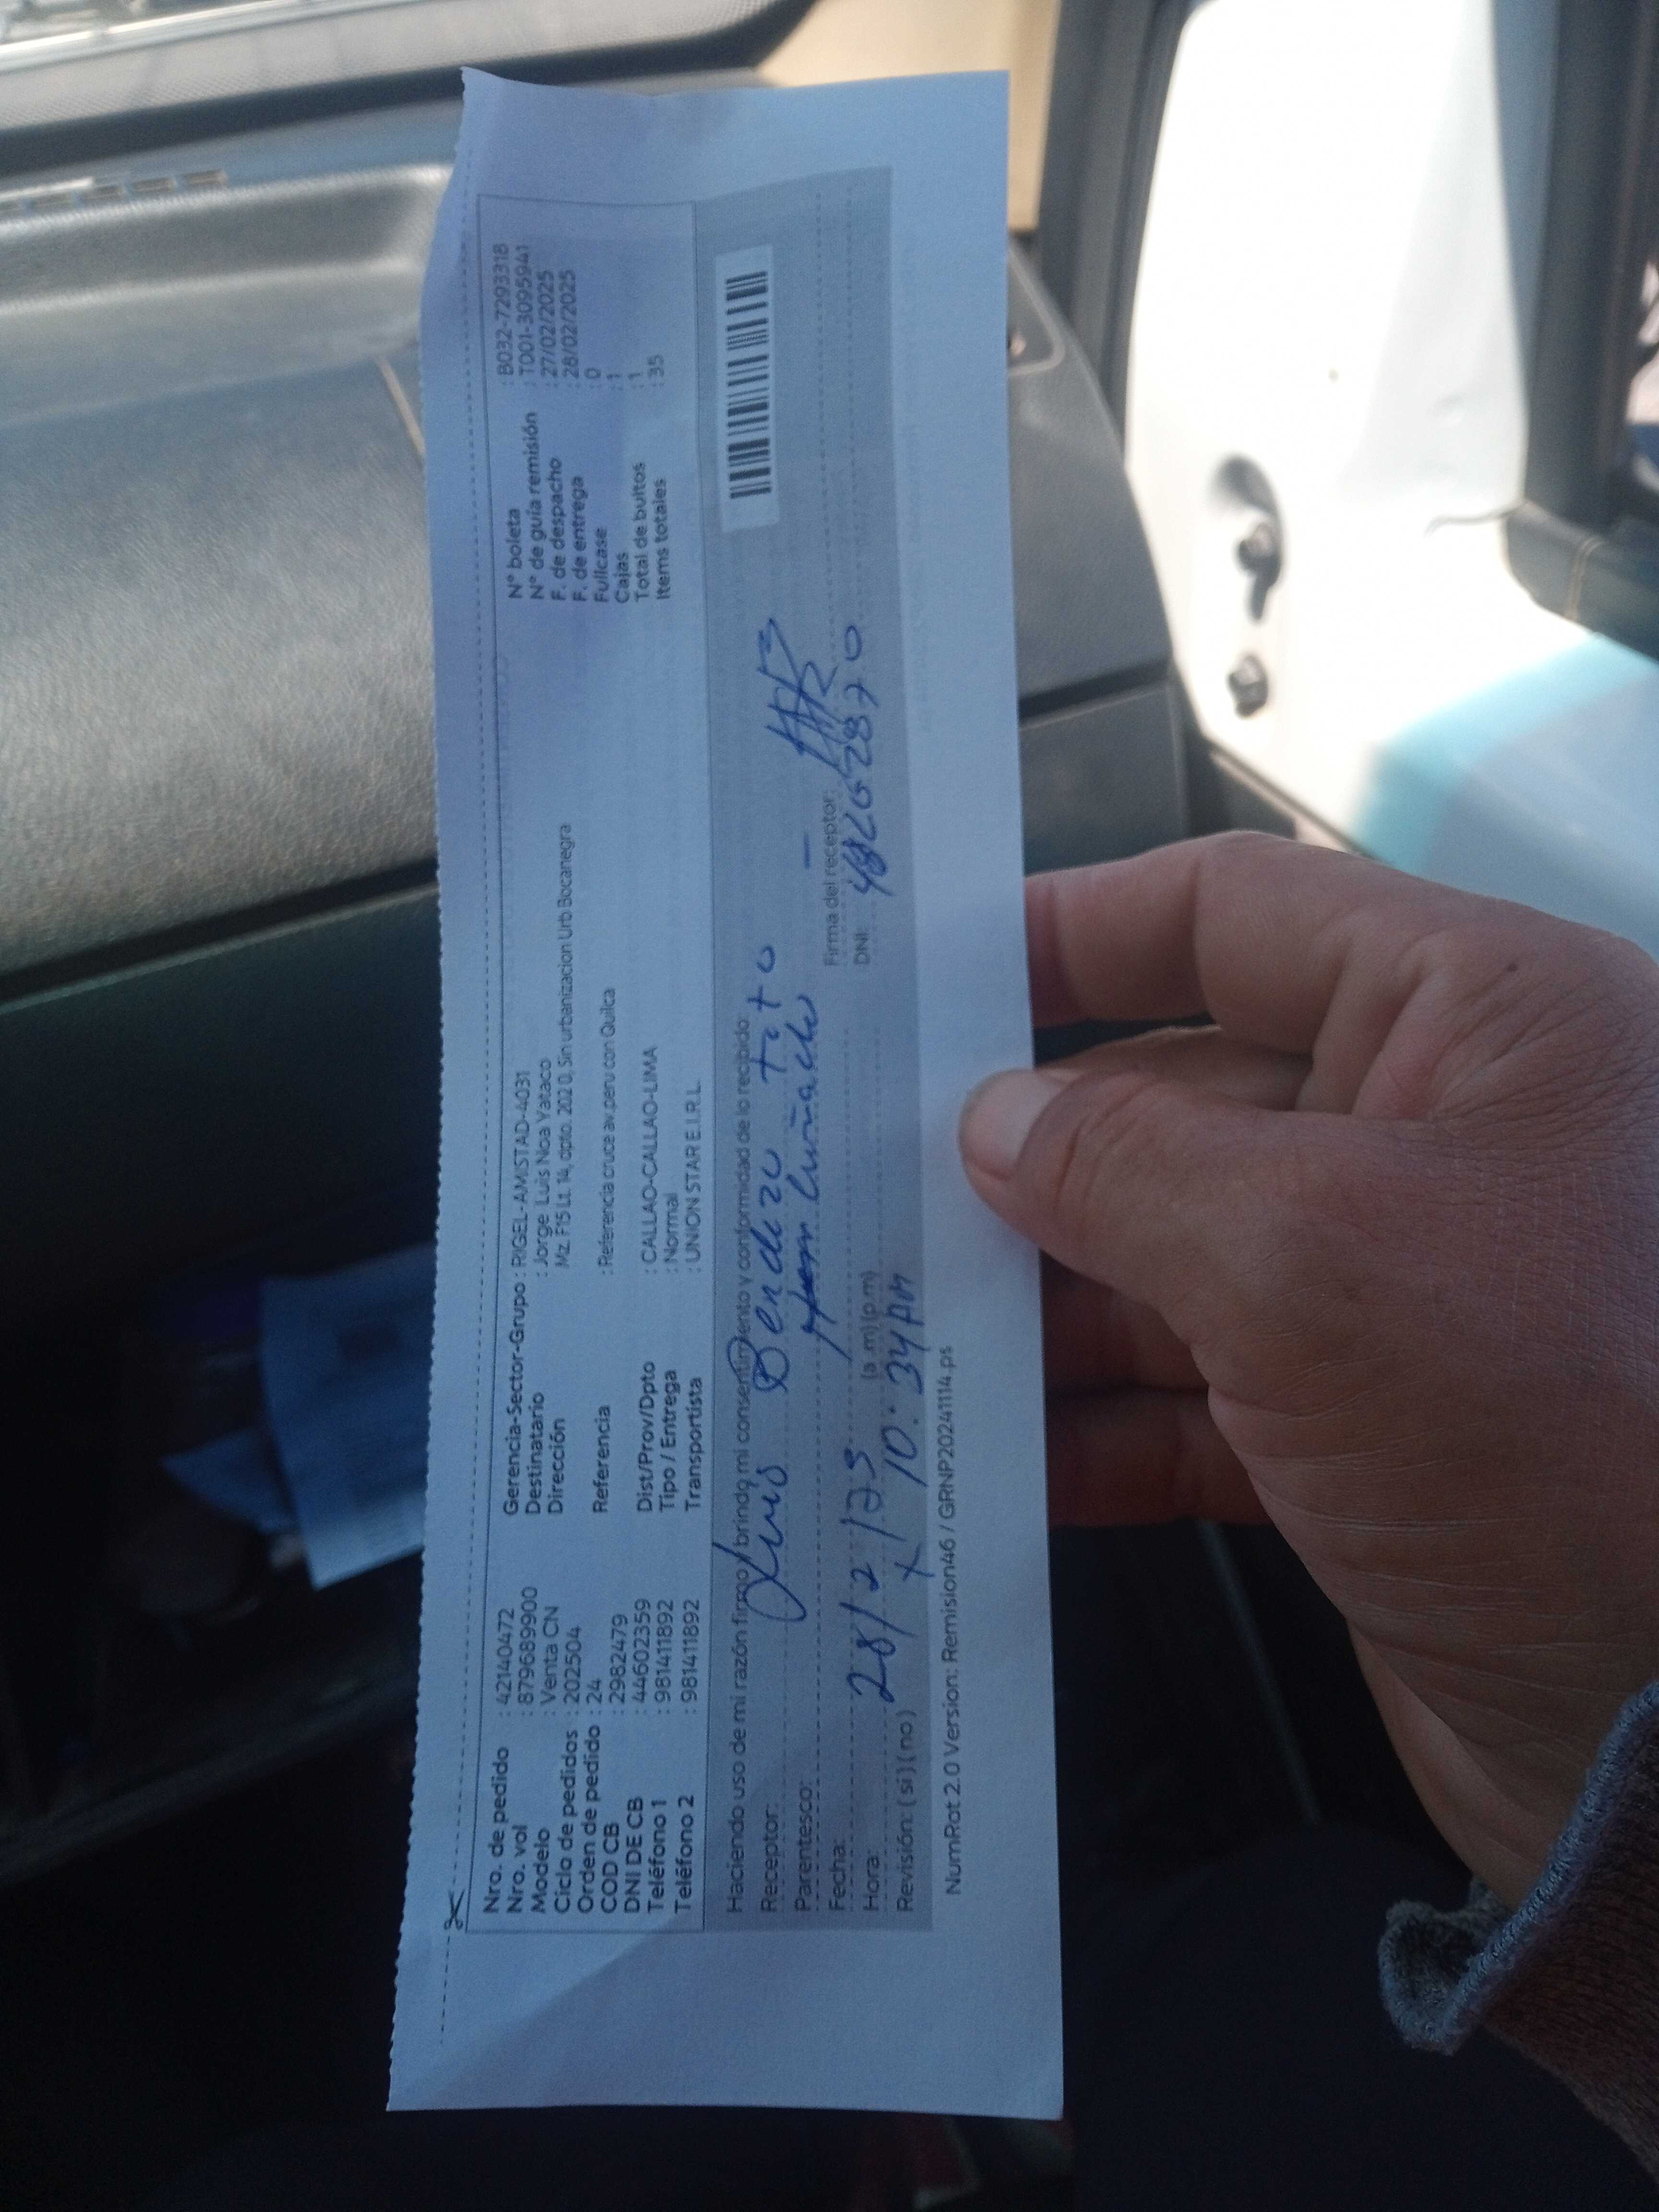 Nro. de pedido : 42140472
Nro. vol : 879689900
Modelo : Venta CN
Ciclo de pedidos : 202504
Orden de pedido : 24
COD CB : 2982479
DNI DE CB : 44602359
Teléfono 1 : 981411892
Teléfono 2 : 981411892
Gerencia-Sector-Grupo : RIGEL-AMISTAD-4031
Destinatario : Jorge Luis Noa Yataco
Dirección Mz. F15 Lt. 14, dpto. 202 0, Sin urbanizacion Urb Bocanegra
Referencia : Referencia cruce av.peru con Quilca
Dist/Prov/Dpto : CALLAO-CALLAO-LIMA
Tipo / Entrega : Normal
Transportista : UNION STAR E.I.R.L.
N° boleta : B032-7293318
N° de guía remisión : T001-3095941
F. de despacho : 27/02/2025
F. de entrega : 28/02/2025
Fullcase : 0
Cajas : 1
Total de bultos : 1
Items totales : 35
Haciendo uso de mi razón firmo y brindo mi consentimiento y conformidad de lo recibido
Receptor: Luis Bendezu Tito
Parentesco: Cuñado
Fecha: 28/2/25
Hora: (a.m) (p.m)
Revisión: ( si ) ( no ) x 10:34 AM
Firma del receptor:
DNI:
NumRot 2.0 Version: Remision46 / GRNP20241114.ps